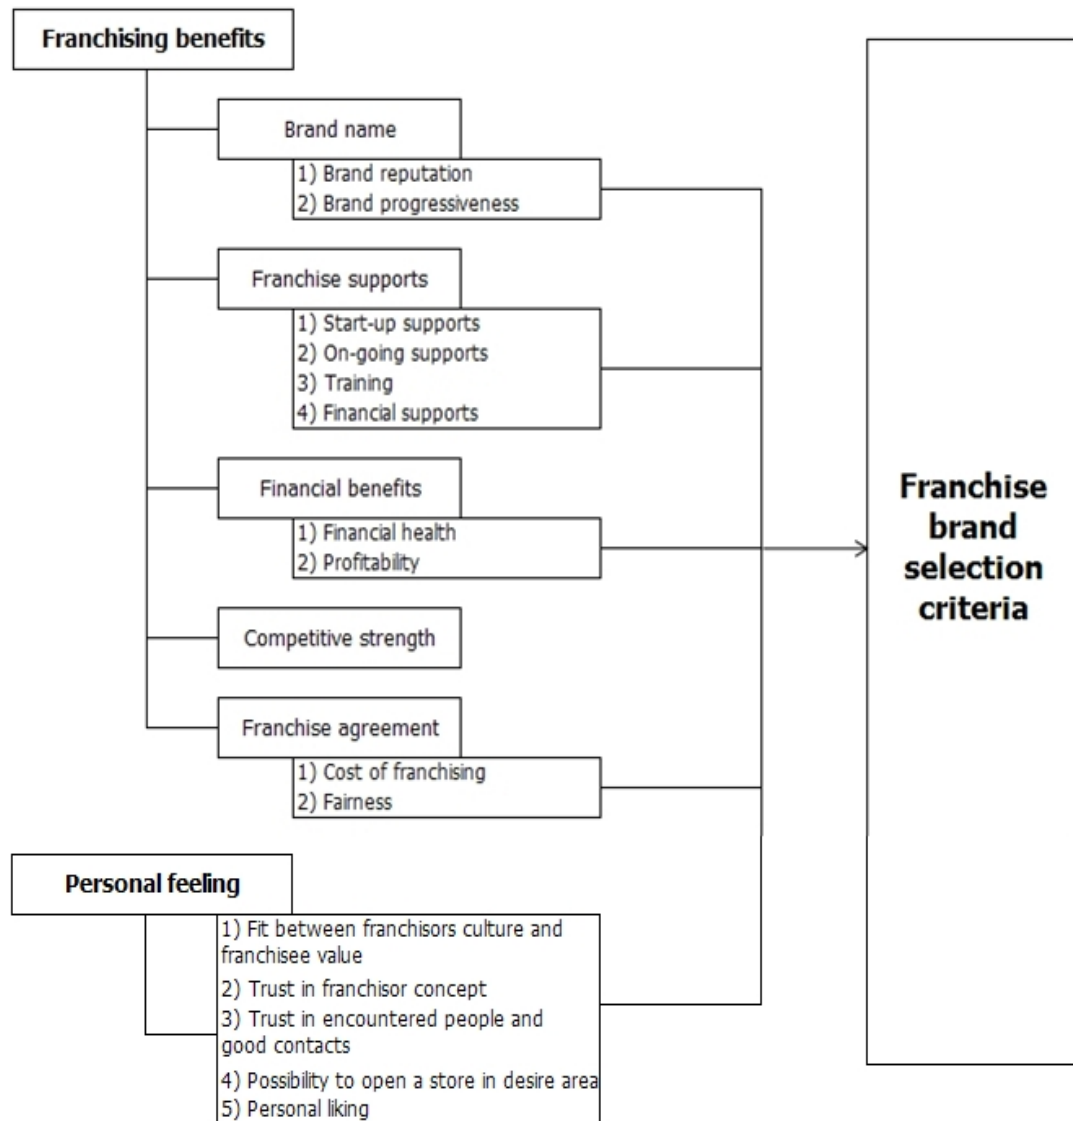 Franchising benefits
Brand name
1) Brand reputation
2) Brand progressiveness
Franchise supports
1) Start-up supports
2) On-going supports
3) Training
4) Financial supports
Financial benefits
1) Financial health
2) Profitability
Competitive strength
Franchise agreement
1) Cost of franchising
2) Fairness
Personal feeling
1) Fit between franchisors culture and
franchisee value
2) Trust in franchisor concept
3) Trust in encountered people and
good contacts
4) Possibility to open a store in desire area
5) Personal liking
Franchise
brand
selection
criteria